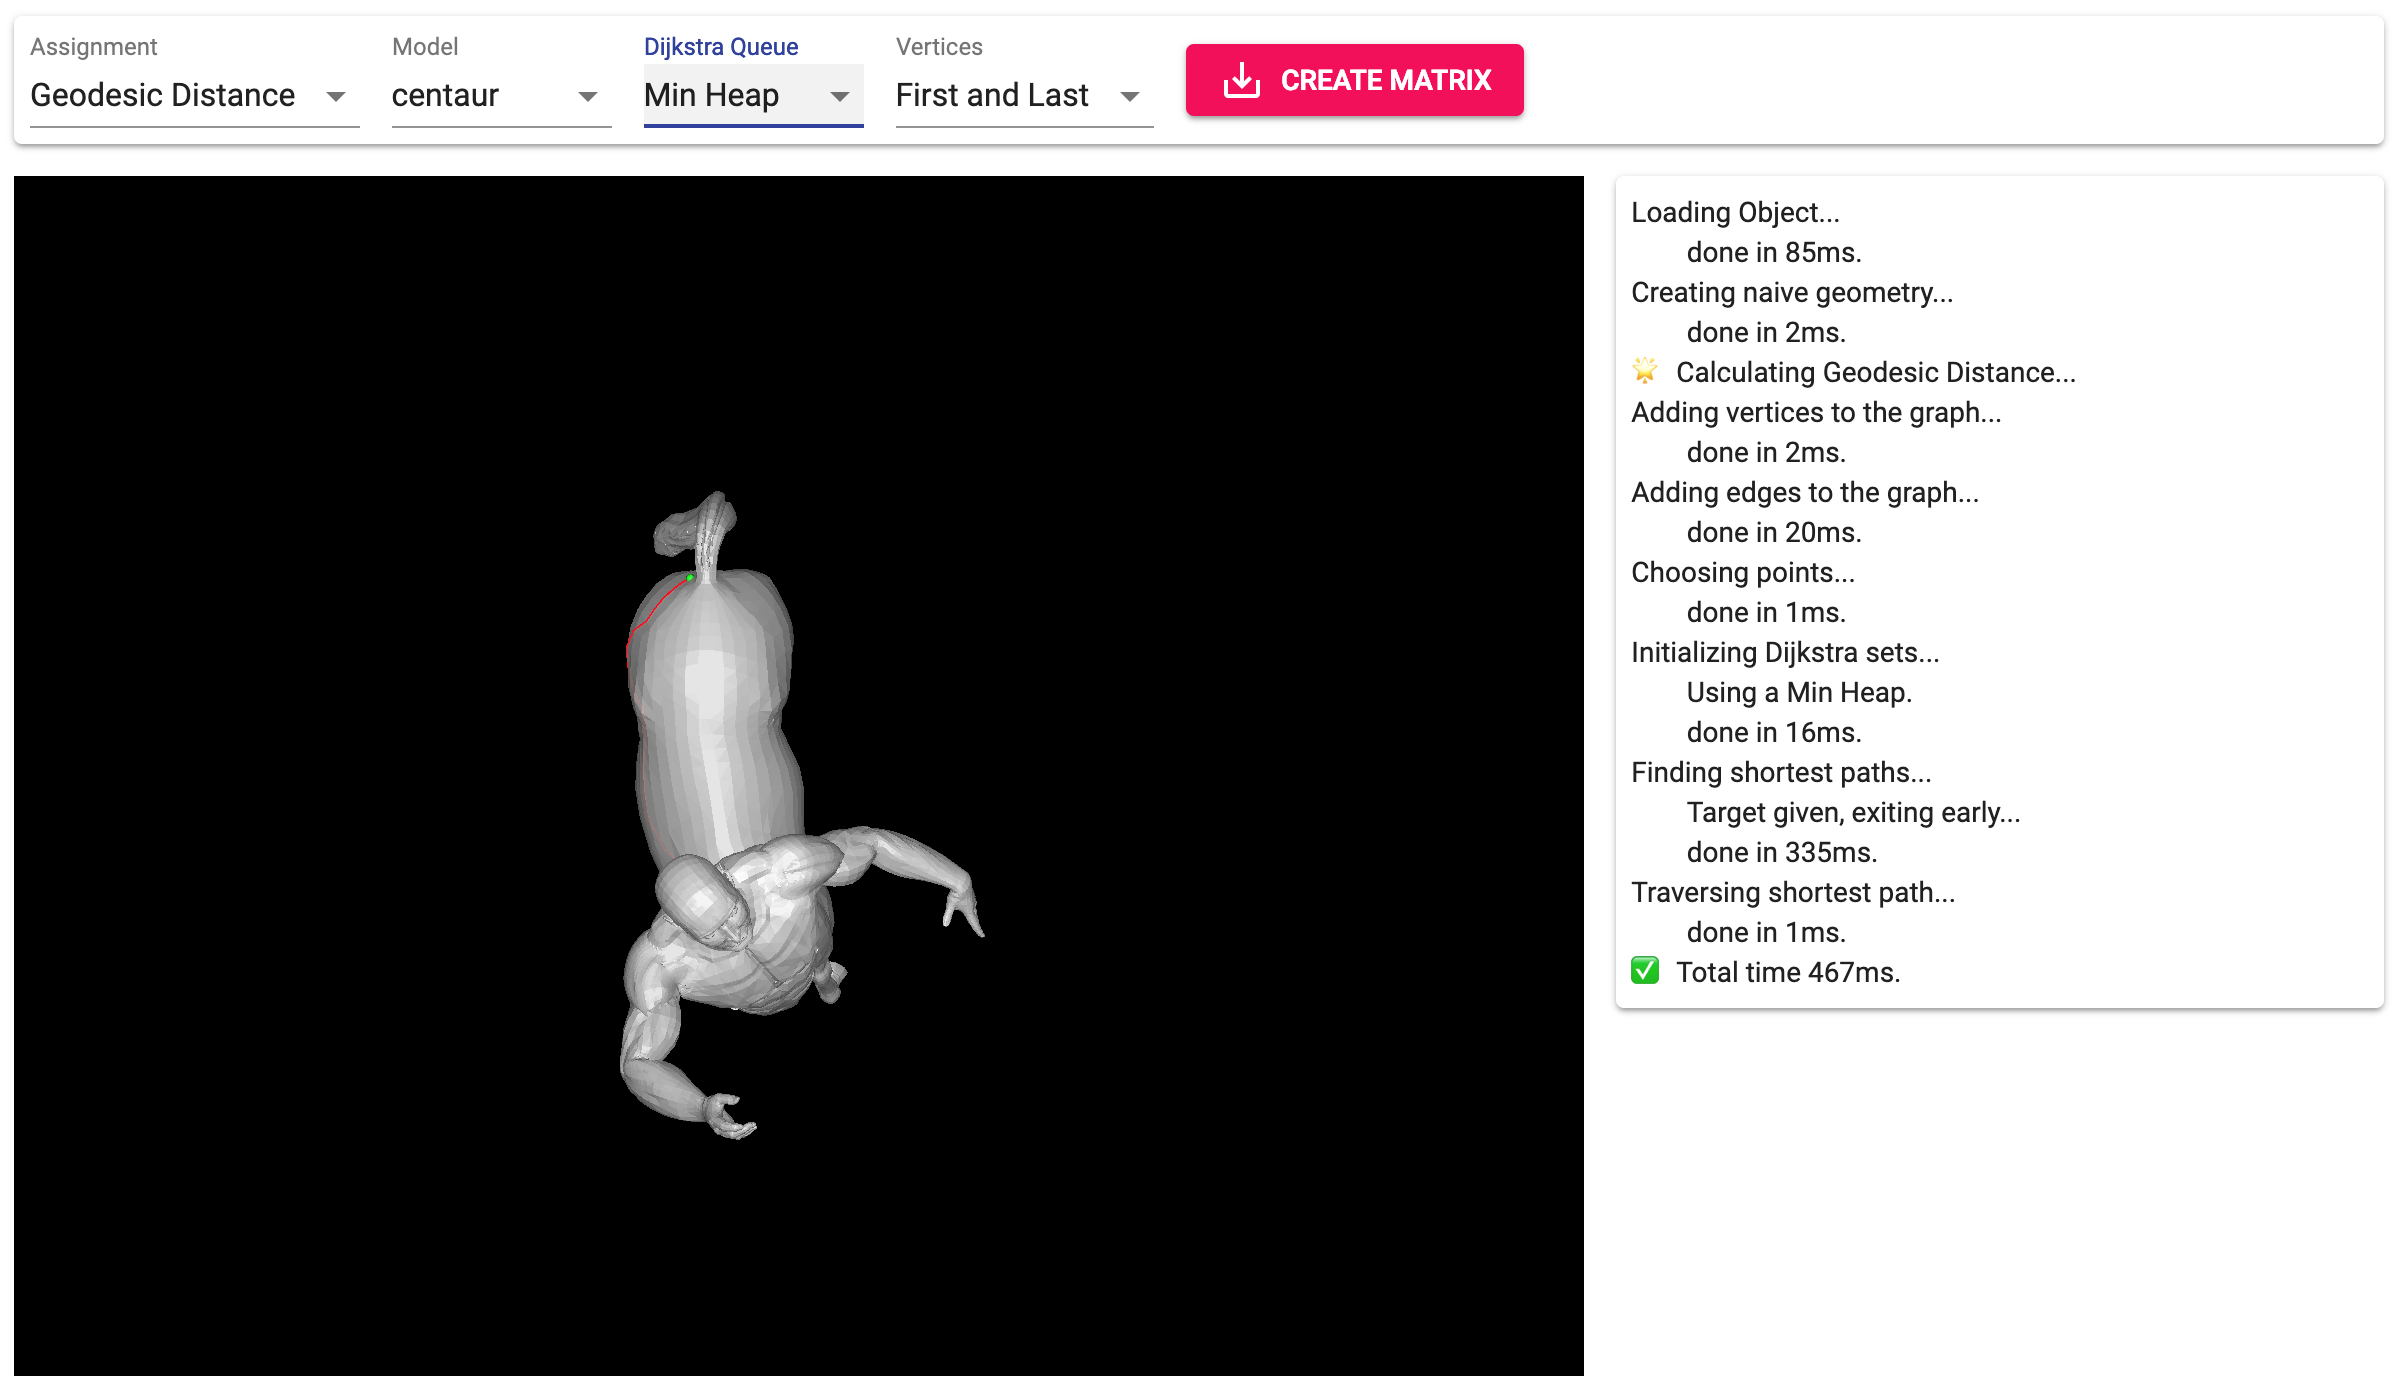 Assignment
Geodesic Distance
Model
centaur
Dijkstra Queue
Min Heap
Vertices
First and Last
CREATE MATRIX
Loading Object...
done in 85ms.
Creating naive geometry...
done in 2ms.
🌟 Calculating Geodesic Distance...
Adding vertices to the graph...
done in 2ms.
Adding edges to the graph...
done in 20ms.
Choosing points...
done in 1ms.
Initializing Dijkstra sets...
Using a Min Heap.
done in 16ms.
Finding shortest paths...
Target given, exiting early...
done in 335ms.
Traversing shortest path...
done in 1ms.
✅ Total time 467ms.